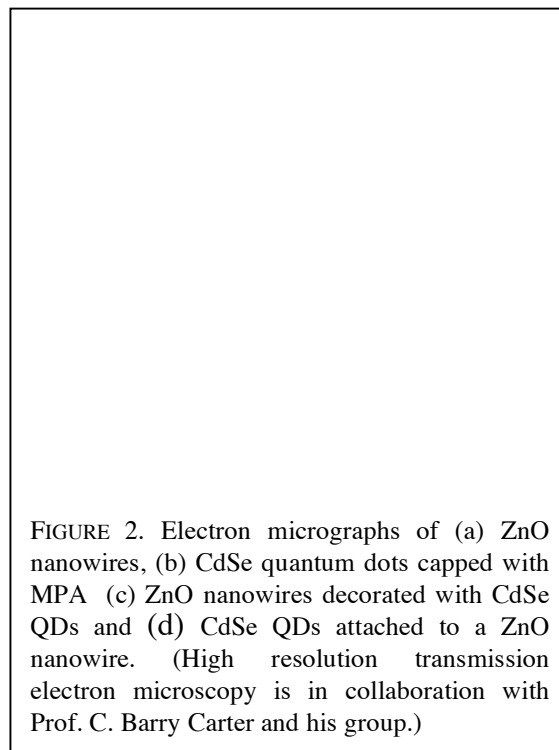 FIGURE 2. Electron micrographs of (a) ZnO
nanowires, (b) CdSe quantum dots capped with
MPA (c) ZnO nanowires decorated with CdSe
QDs and (d) CdSe QDs attached to a ZnO
nanowire. (High resolution transmission
electron microscopy is in collaboration with
Prof. C. Barry Carter and his group.)